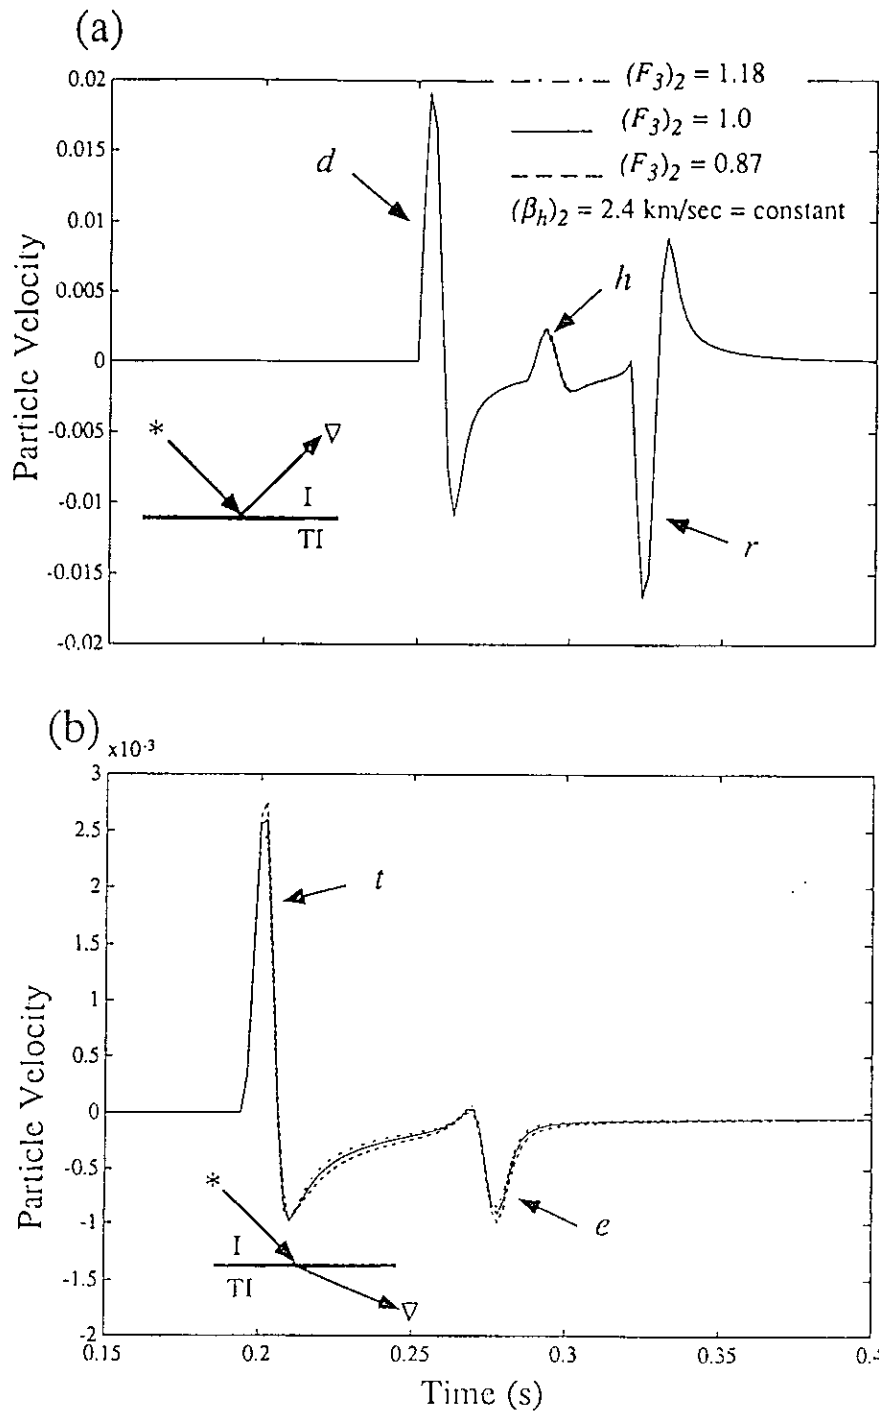 (a)
0.02
0.015
0.01
0.005
0
-0.005
-0.01
-0.015
-0.02
Particle Velocity
(F3)2 = 1.18
(F3)2 = 1.0
(F3)2 = 0.87
(βh)2 = 2.4 km/sec = constant
d
h
r
*
∇
I
TI
(b)
x10-3
3
2.5
2
1.5
1
0.5
0
-0.5
-1
-1.5
-2
Particle Velocity
t
e
*
I
TI
∇
0.15
0.2
0.25
0.3
0.35
0.4
Time (s)